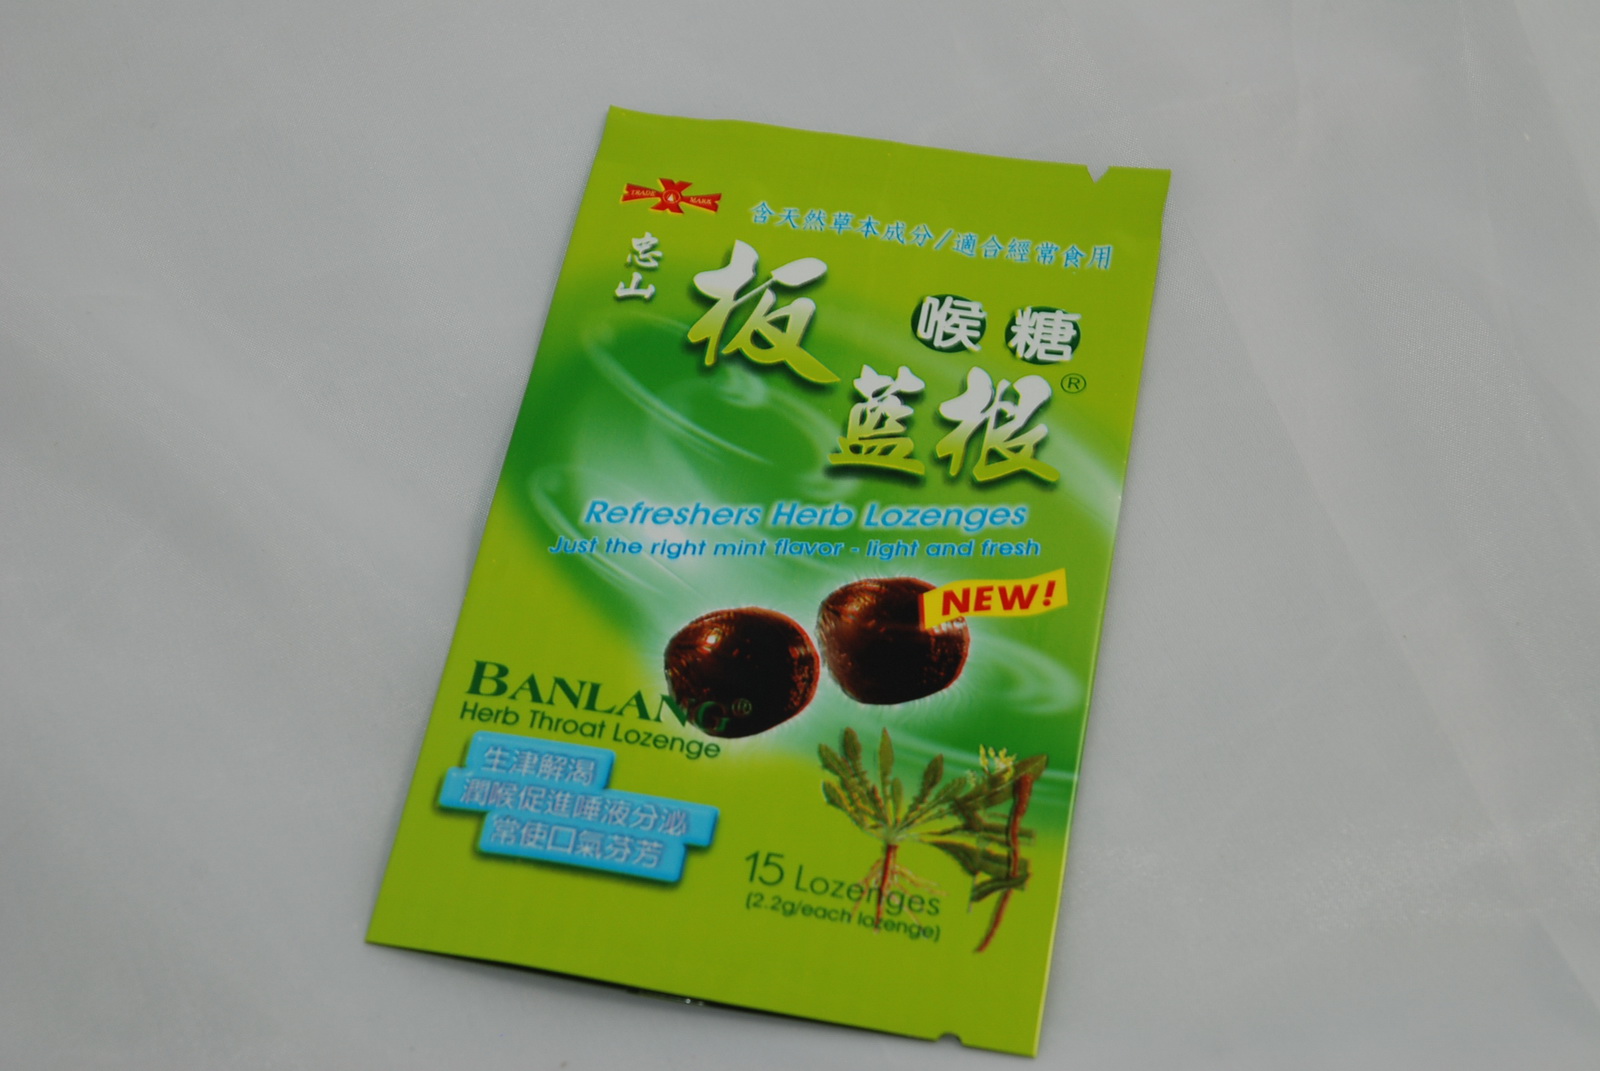 TRADE MARK
含天然草本成分/適合經常食用
忠山
板藍根®
喉糖
Refreshers Herb Lozenges
Just the right mint flavor - light and fresh
NEW!
BANLANG®
Herb Throat Lozenge
生津解渴
潤喉促進唾液分泌
常使口氣芬芳
15 Lozenges
(2.2g/each lozenge)